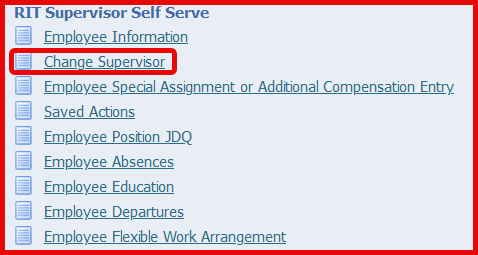 RIT Supervisor Self Serve
Employee Information
Change Supervisor
Employee Special Assignment or Additional Compensation Entry
Saved Actions
Employee Position JDQ
Employee Absences
Employee Education
Employee Departures
Employee Flexible Work Arrangement